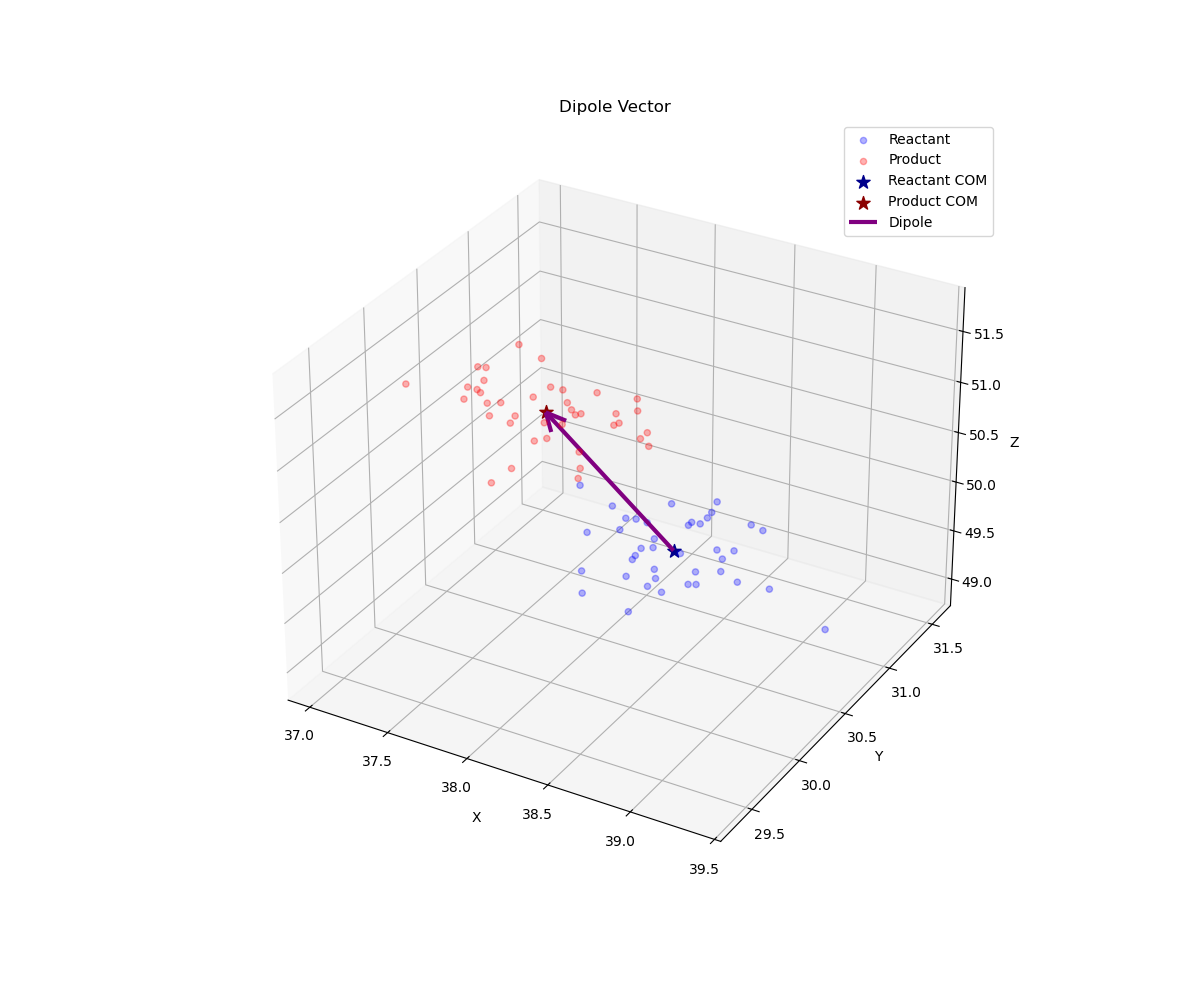 Dipole Vector
Reactant
Product
Reactant COM
Product COM
Dipole
51.5
51.0
50.5
Z
50.0
49.5
49.0
31.5
31.0
30.5
Y
30.0
29.5
37.0
37.5
38.0
X
38.5
39.0
39.5